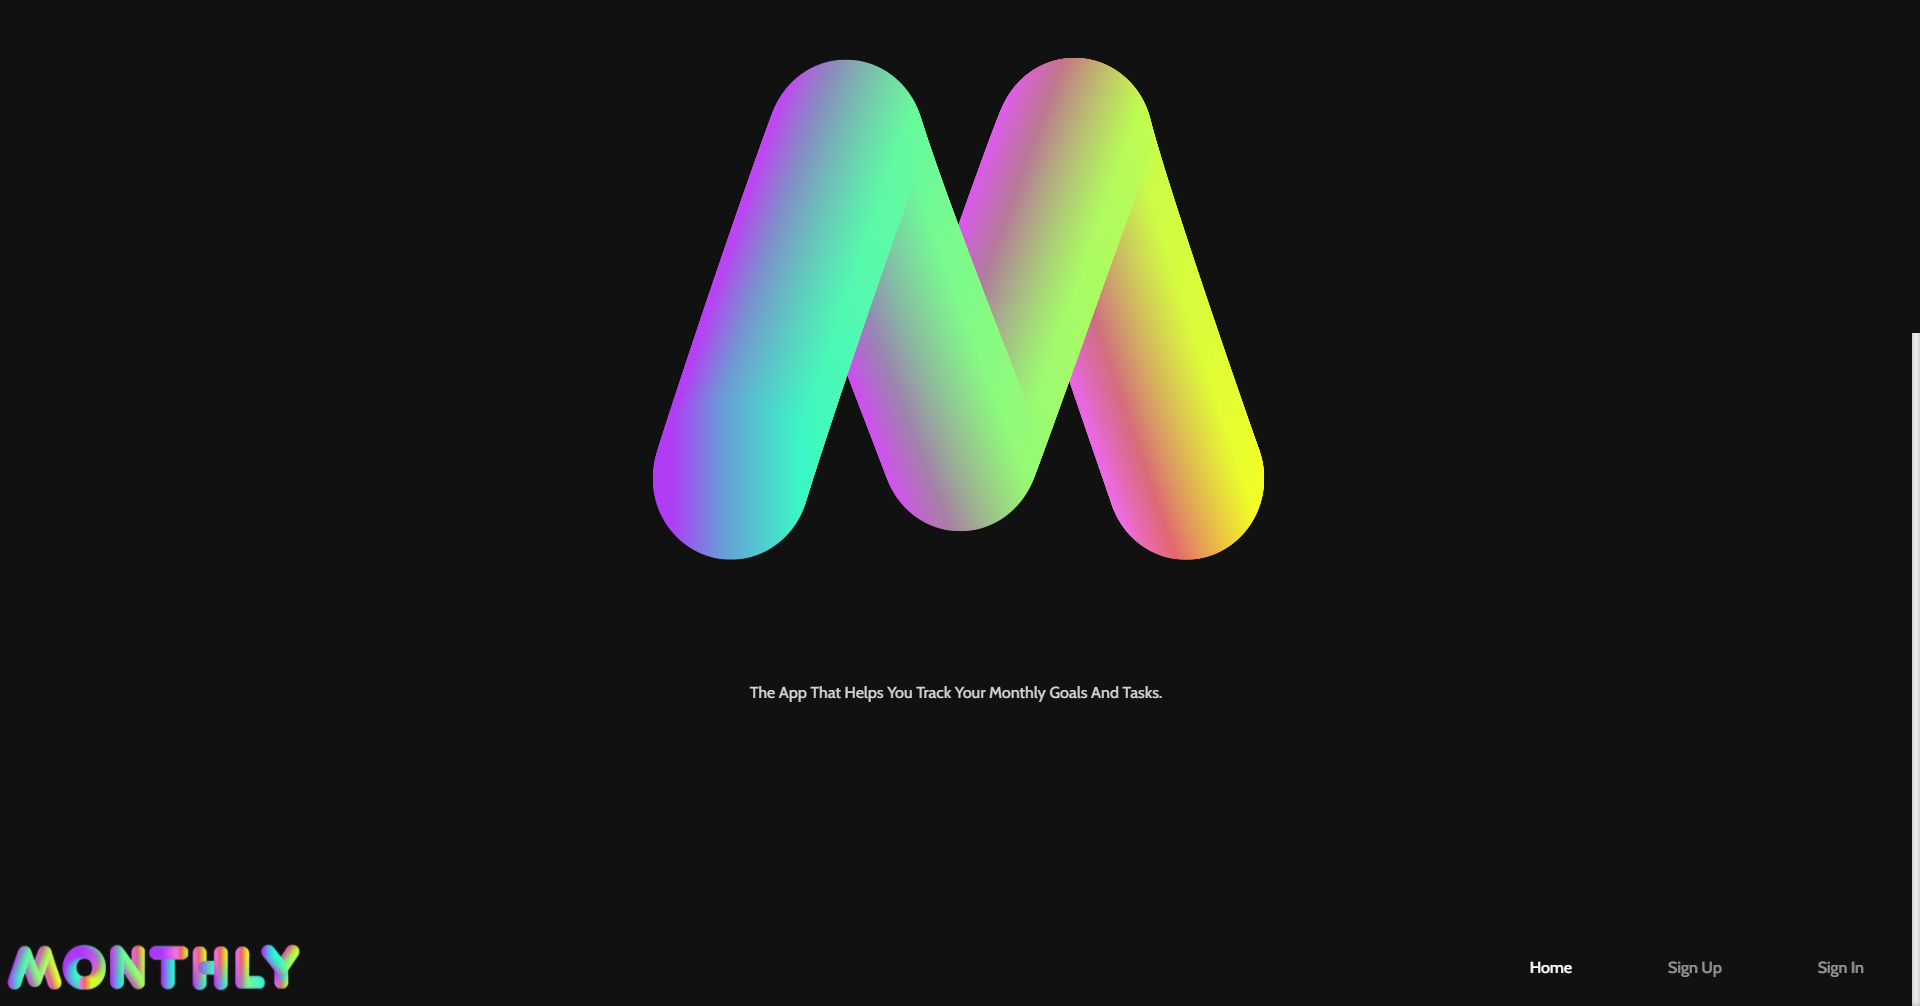 M
The App That Helps You Track Your Monthly Goals And Tasks.
MONTHLY
Home Sign Up Sign In